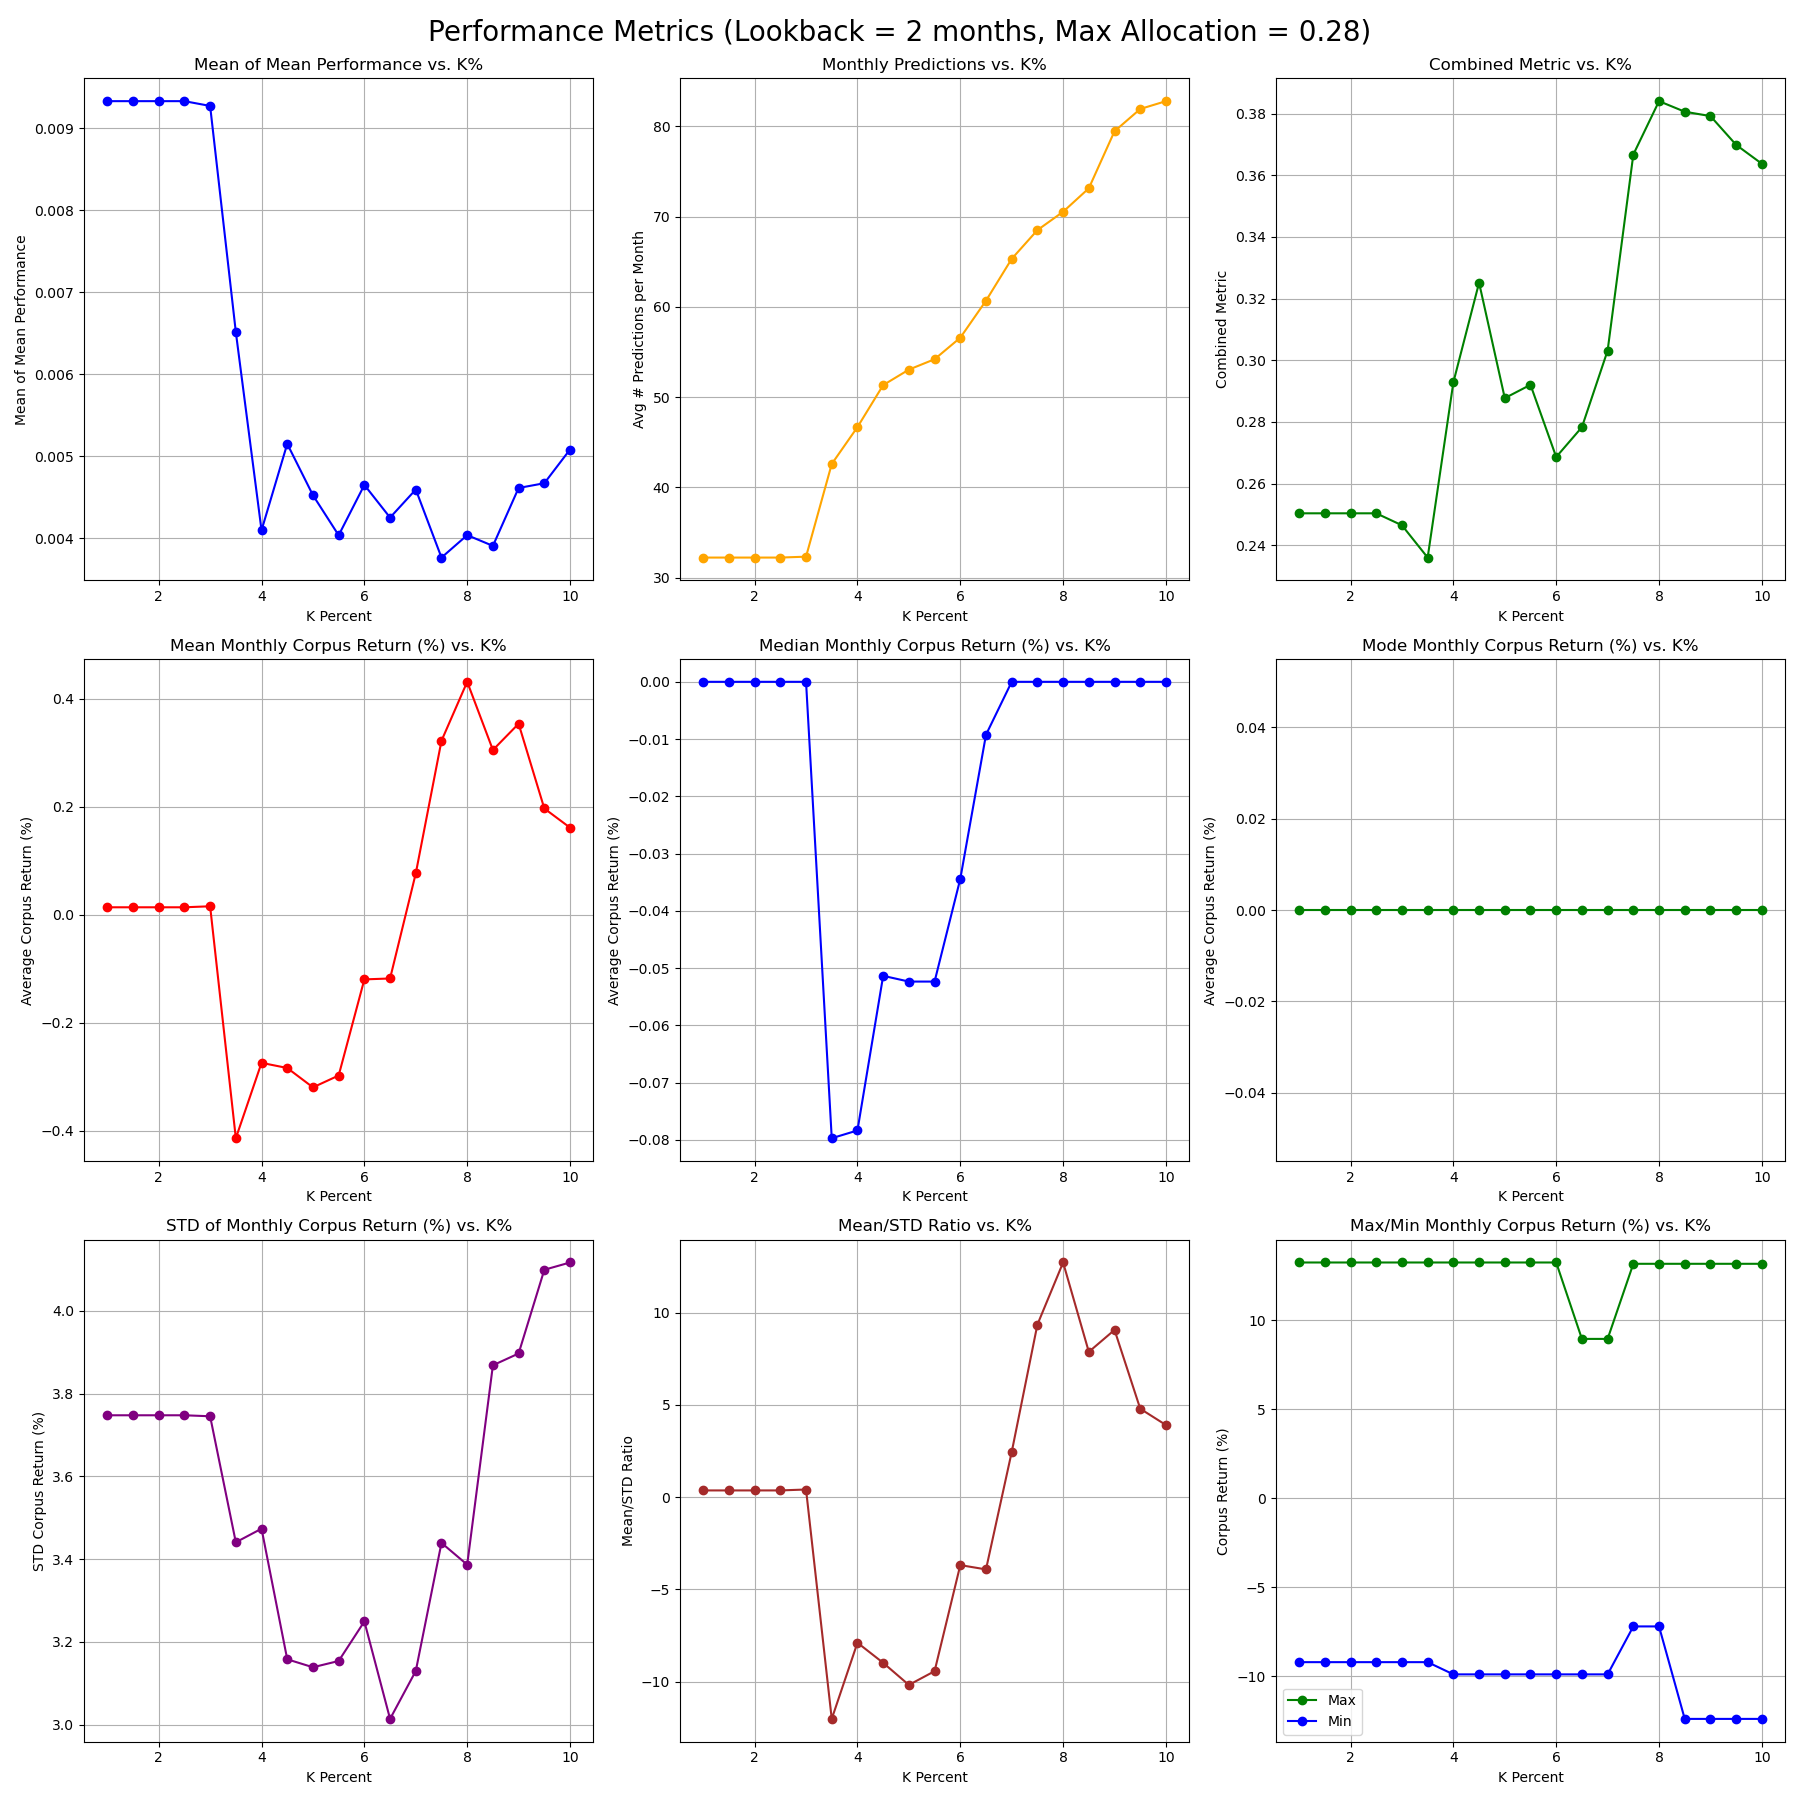 Performance Metrics (Lookback = 2 months, Max Allocation = 0.28)
Mean of Mean Performance vs. K%
Mean of Mean Performance
0.009
0.008
0.007
0.006
0.005
0.004
2 4 6 8 10
K Percent
Monthly Predictions vs. K%
Avg # Predictions per Month
80
70
60
50
40
30
2 4 6 8 10
K Percent
Combined Metric vs. K%
Combined Metric
0.38
0.36
0.34
0.32
0.30
0.28
0.26
0.24
2 4 6 8 10
K Percent
Mean Monthly Corpus Return (%) vs. K%
Average Corpus Return (%)
0.4
0.2
0.0
−0.2
−0.4
2 4 6 8 10
K Percent
Median Monthly Corpus Return (%) vs. K%
Average Corpus Return (%)
0.00
−0.01
−0.02
−0.03
−0.04
−0.05
−0.06
−0.07
−0.08
2 4 6 8 10
K Percent
Mode Monthly Corpus Return (%) vs. K%
Average Corpus Return (%)
0.04
0.02
0.00
−0.02
−0.04
2 4 6 8 10
K Percent
STD of Monthly Corpus Return (%) vs. K%
STD Corpus Return (%)
4.0
3.8
3.6
3.4
3.2
3.0
2 4 6 8 10
K Percent
Mean/STD Ratio vs. K%
Mean/STD Ratio
10
5
0
−5
−10
2 4 6 8 10
K Percent
Max/Min Monthly Corpus Return (%) vs. K%
Corpus Return (%)
10
5
0
−5
−10
Max
Min
2 4 6 8 10
K Percent